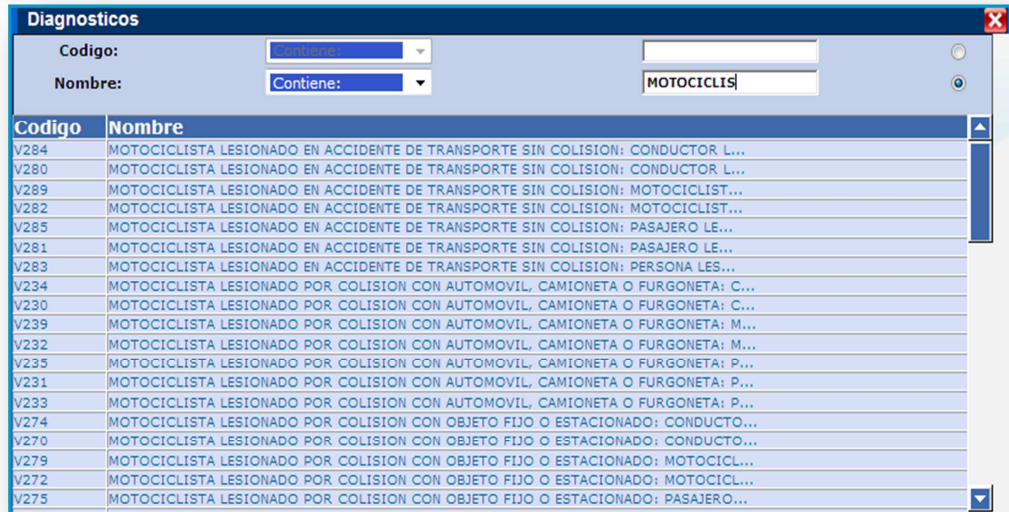 Diagnosticos
Codigo: Contiene:
Nombre: Contiene: MOTOCICLIS
Codigo Nombre
V284 MOTOCICLISTA LESIONADO EN ACCIDENTE DE TRANSPORTE SIN COLISION: CONDUCTOR L...
V280 MOTOCICLISTA LESIONADO EN ACCIDENTE DE TRANSPORTE SIN COLISION: CONDUCTOR L...
V289 MOTOCICLISTA LESIONADO EN ACCIDENTE DE TRANSPORTE SIN COLISION: MOTOCICLIST...
V282 MOTOCICLISTA LESIONADO EN ACCIDENTE DE TRANSPORTE SIN COLISION: MOTOCICLIST...
V285 MOTOCICLISTA LESIONADO EN ACCIDENTE DE TRANSPORTE SIN COLISION: PASAJERO LE...
V281 MOTOCICLISTA LESIONADO EN ACCIDENTE DE TRANSPORTE SIN COLISION: PASAJERO LE...
V283 MOTOCICLISTA LESIONADO EN ACCIDENTE DE TRANSPORTE SIN COLISION: PERSONA LES...
V234 MOTOCICLISTA LESIONADO POR COLISION CON AUTOMOVIL, CAMIONETA O FURGONETA: C...
V230 MOTOCICLISTA LESIONADO POR COLISION CON AUTOMOVIL, CAMIONETA O FURGONETA: C...
V239 MOTOCICLISTA LESIONADO POR COLISION CON AUTOMOVIL, CAMIONETA O FURGONETA: M...
V232 MOTOCICLISTA LESIONADO POR COLISION CON AUTOMOVIL, CAMIONETA O FURGONETA: M...
V235 MOTOCICLISTA LESIONADO POR COLISION CON AUTOMOVIL, CAMIONETA O FURGONETA: P...
V231 MOTOCICLISTA LESIONADO POR COLISION CON AUTOMOVIL, CAMIONETA O FURGONETA: P...
V233 MOTOCICLISTA LESIONADO POR COLISION CON AUTOMOVIL, CAMIONETA O FURGONETA: P...
V274 MOTOCICLISTA LESIONADO POR COLISION CON OBJETO FIJO O ESTACIONADO: CONDUCTO...
V270 MOTOCICLISTA LESIONADO POR COLISION CON OBJETO FIJO O ESTACIONADO: CONDUCTO...
V279 MOTOCICLISTA LESIONADO POR COLISION CON OBJETO FIJO O ESTACIONADO: MOTOCICL...
V272 MOTOCICLISTA LESIONADO POR COLISION CON OBJETO FIJO O ESTACIONADO: MOTOCICL...
V275 MOTOCICLISTA LESIONADO POR COLISION CON OBJETO FIJO O ESTACIONADO: PASAJERO...